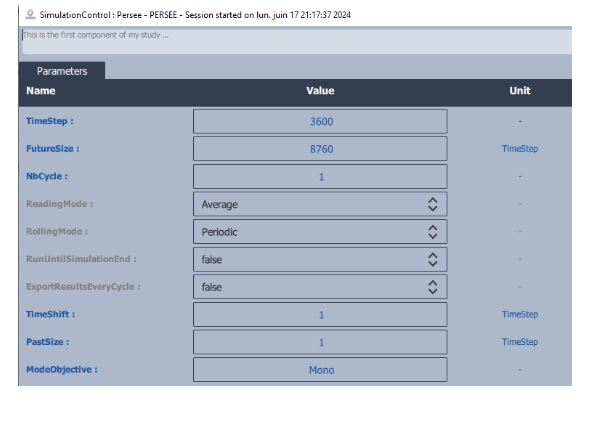 SimulationControl : Persee - PERSEE - Session started on lun. juin 17 21:17:37 2024
This is the first component of my study ...
Parameters
Name Value Unit
TimeStep : 3600 -
FutureSize : 8760 TimeStep
NbCycle : 1 -
ReadingMode : Average -
RollingMode : Periodic -
RunUntilSimulationEnd : false -
ExportResultsEveryCycle : false -
TimeShift : 1 TimeStep
PastSize : 1 TimeStep
ModeObjective : Mono -